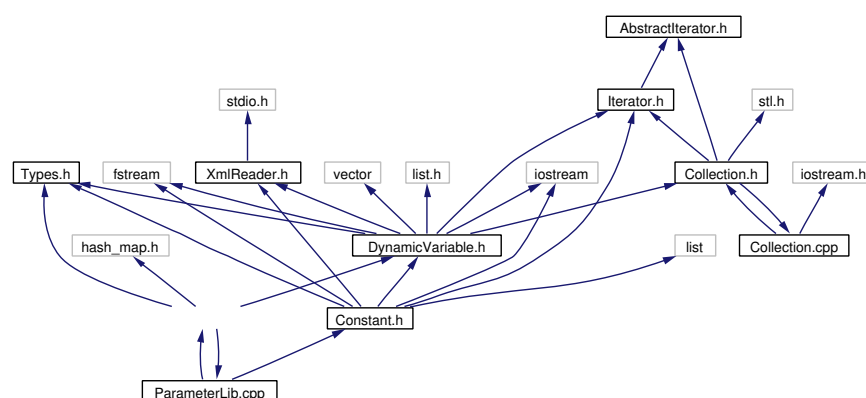 AbstractIterator.h
stdio.h
Iterator.h
stl.h
Types.h
fstream
XmlReader.h
vector
list.h
iostream
Collection.h
iostream.h
hash_map.h
DynamicVariable.h
list
Collection.cpp
Constant.h
ParameterLib.cpp